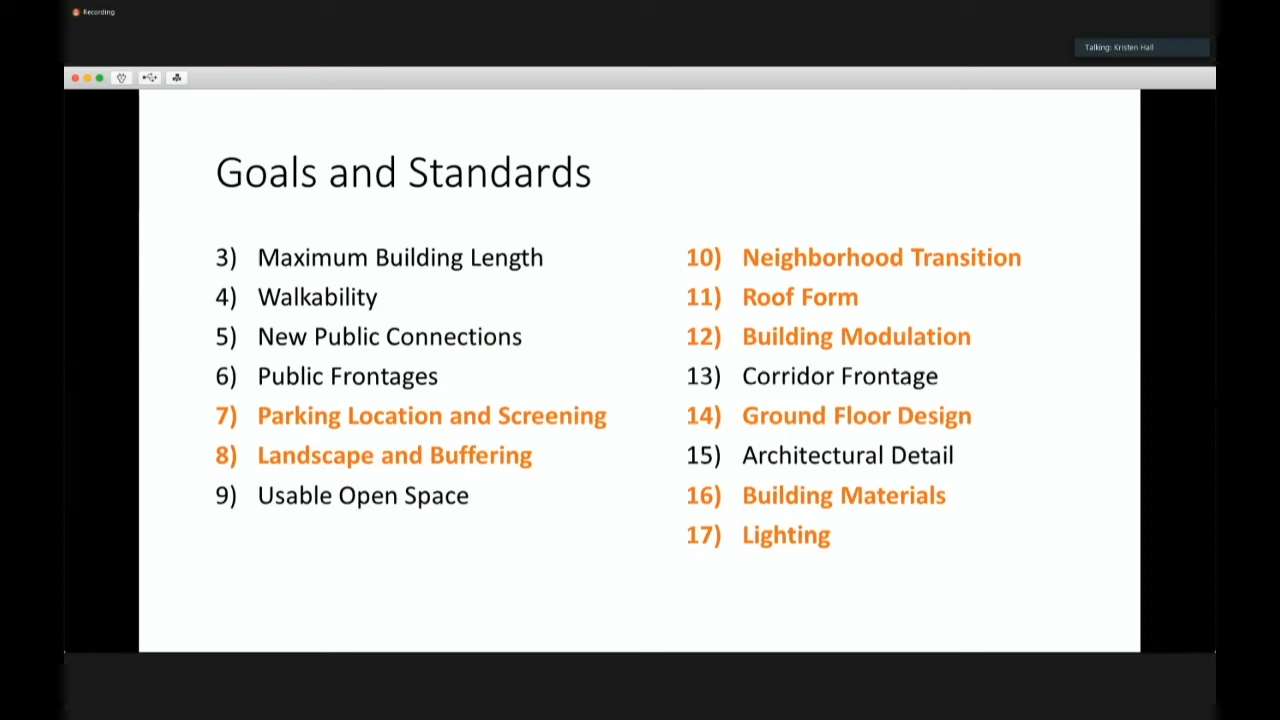 Recording
Talking: Kristen Hall
Goals and Standards
3) Maximum Building Length
4) Walkability
5) New Public Connections
6) Public Frontages
7) Parking Location and Screening
8) Landscape and Buffering
9) Usable Open Space
10) Neighborhood Transition
11) Roof Form
12) Building Modulation
13) Corridor Frontage
14) Ground Floor Design
15) Architectural Detail
16) Building Materials
17) Lighting